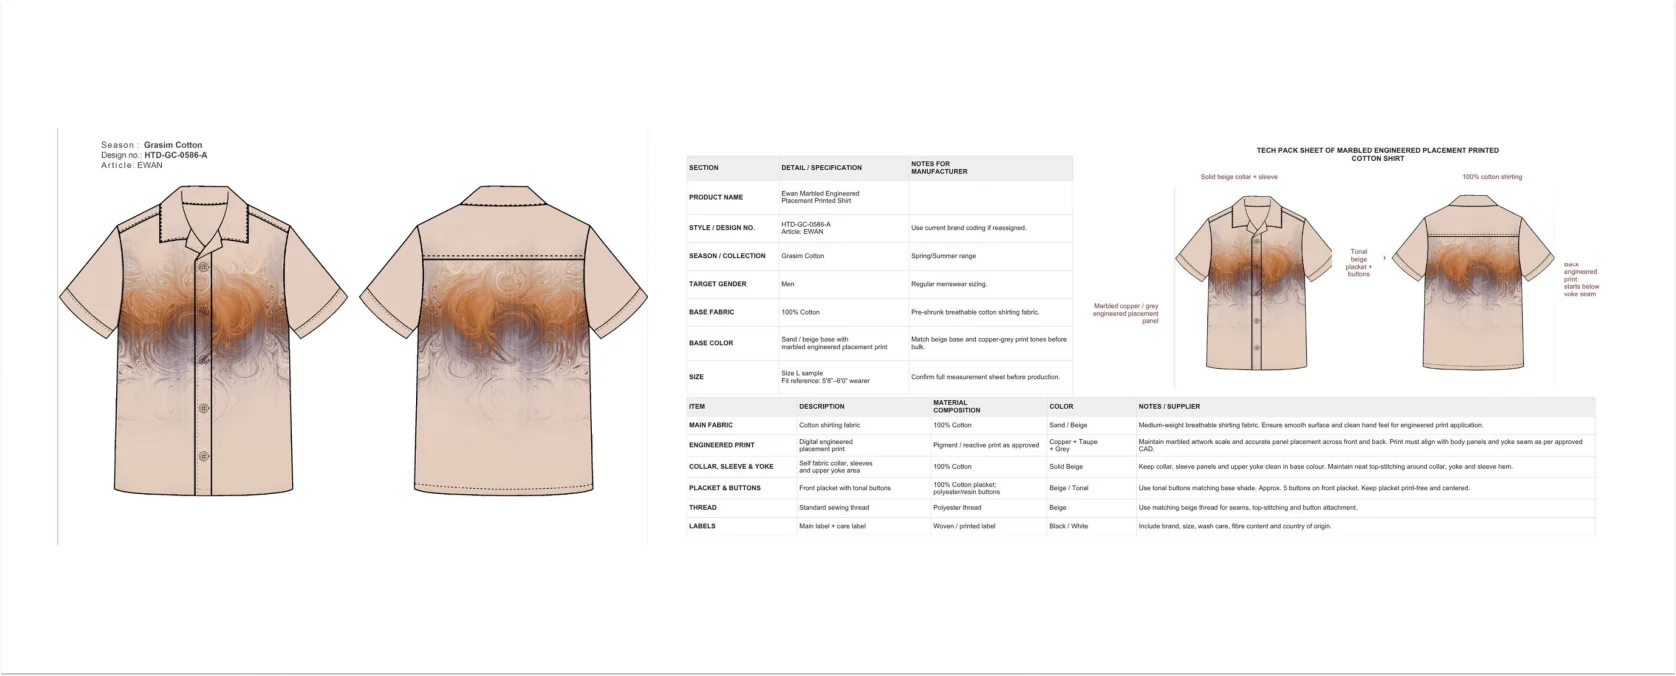 Season : Grasim Cotton
Design no.: HTD-GC-0586-A
Article: EWAN
SECTION
DETAIL / SPECIFICATION
NOTES FOR
MANUFACTURER
PRODUCT NAME
Ewan Marbled Engineered
Placement Printed Shirt
STYLE / DESIGN NO.
HTD-GC-0586-A
Article: EWAN
Use current brand coding if reassigned.
SEASON / COLLECTION
Grasim Cotton
Spring/Summer range
TARGET GENDER
Men
Regular menswear sizing.
BASE FABRIC
100% Cotton
Pre-shrunk breathable cotton shirting fabric.
BASE COLOR
Sand / beige base with
marbled engineered placement print
Match beige base and copper-grey print tones before
bulk.
SIZE
Size L sample
Fit reference: 5'8"–6'0" wearer
Confirm full measurement sheet before production.
TECH PACK SHEET OF MARBLED ENGINEERED PLACEMENT PRINTED
COTTON SHIRT
Solid beige collar + sleeve
100% cotton shirting
Tonal
beige
placket +
buttons
Back
engineered
print
starts below
yoke seam
Marbled copper / grey
engineered placement
panel
ITEM
DESCRIPTION
MATERIAL
COMPOSITION
COLOR
NOTES / SUPPLIER
MAIN FABRIC
Cotton shirting fabric
100% Cotton
Sand / Beige
Medium-weight breathable shirting fabric. Ensure smooth surface and clean hand feel for engineered print application.
ENGINEERED PRINT
Digital engineered
placement print
Pigment / reactive print as approved
Copper + Taupe
+ Grey
Maintain marbled artwork scale and accurate panel placement across front and back. Print must align with body panels and yoke seam as per approved
CAD.
COLLAR, SLEEVE & YOKE
Self fabric collar, sleeves
and upper yoke area
100% Cotton
Solid Beige
Keep collar, sleeve panels and upper yoke clean in base colour. Maintain neat top-stitching around collar, yoke and sleeve hem.
PLACKET & BUTTONS
Front placket with tonal buttons
100% Cotton placket;
polyester/resin buttons
Beige / Tonal
Use tonal buttons matching base shade. Approx. 5 buttons on front placket. Keep placket print-free and centered.
THREAD
Standard sewing thread
Polyester thread
Beige
Use matching beige thread for seams, top-stitching and button attachment.
LABELS
Main label + care label
Woven / printed label
Black / White
Include brand, size, wash care, fibre content and country of origin.